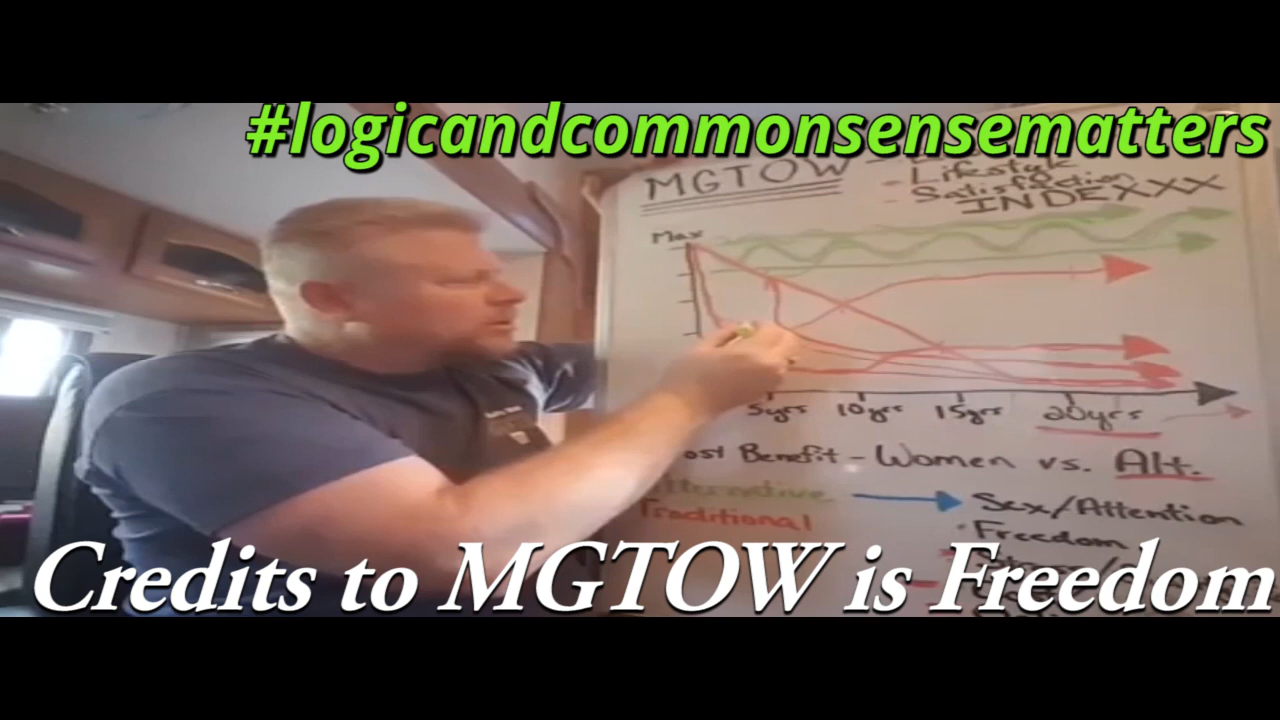 #logicandcommonsensematters
MGTOW -
- Lifestyle
- Satisfaction
INDEXXX
Max
5yrs 10yrs 15yrs 20yrs
Benefit - Women vs. Alt.
Alternative
Traditional
Sex/Attention
Freedom
Credits to MGTOW is Freedom